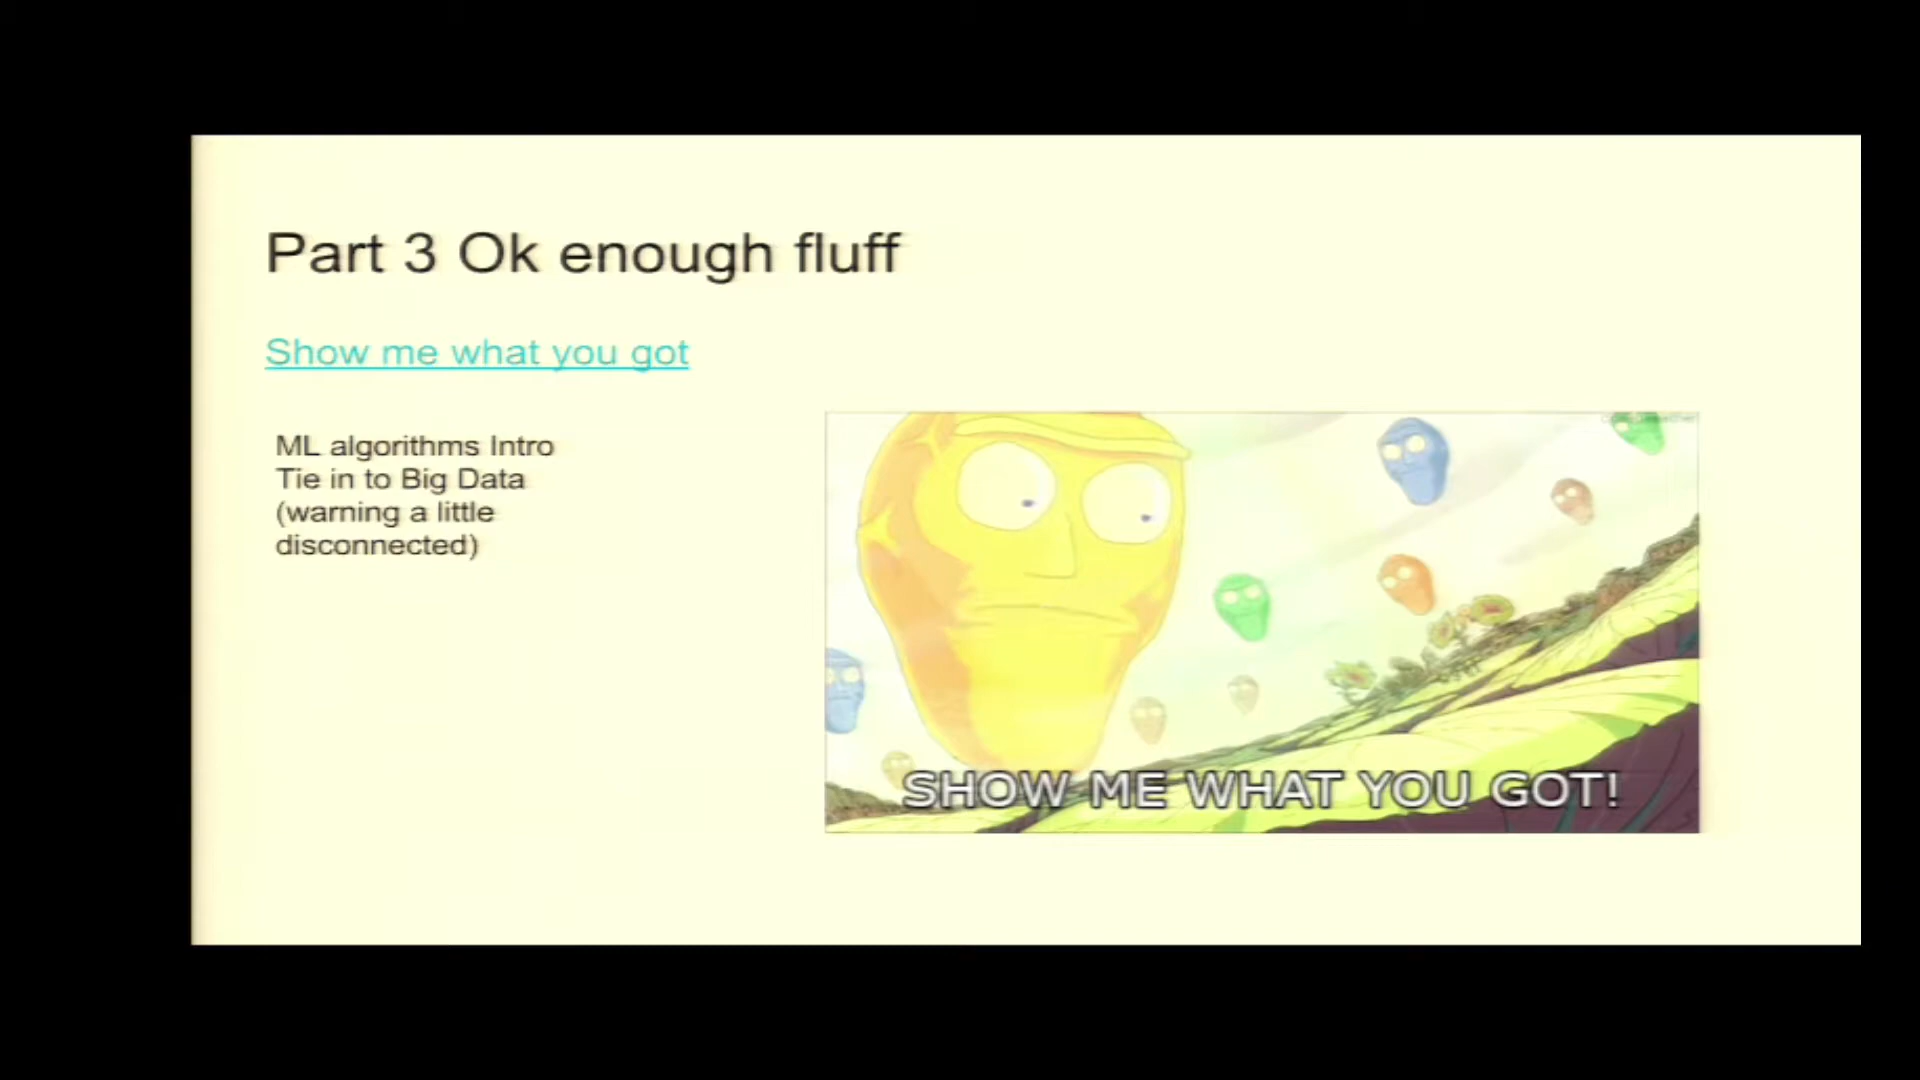 Part 3 Ok enough fluff
Show me what you got
ML algorithms Intro
Tie in to Big Data
(warning a little
disconnected)
SHOW ME WHAT YOU GOT!